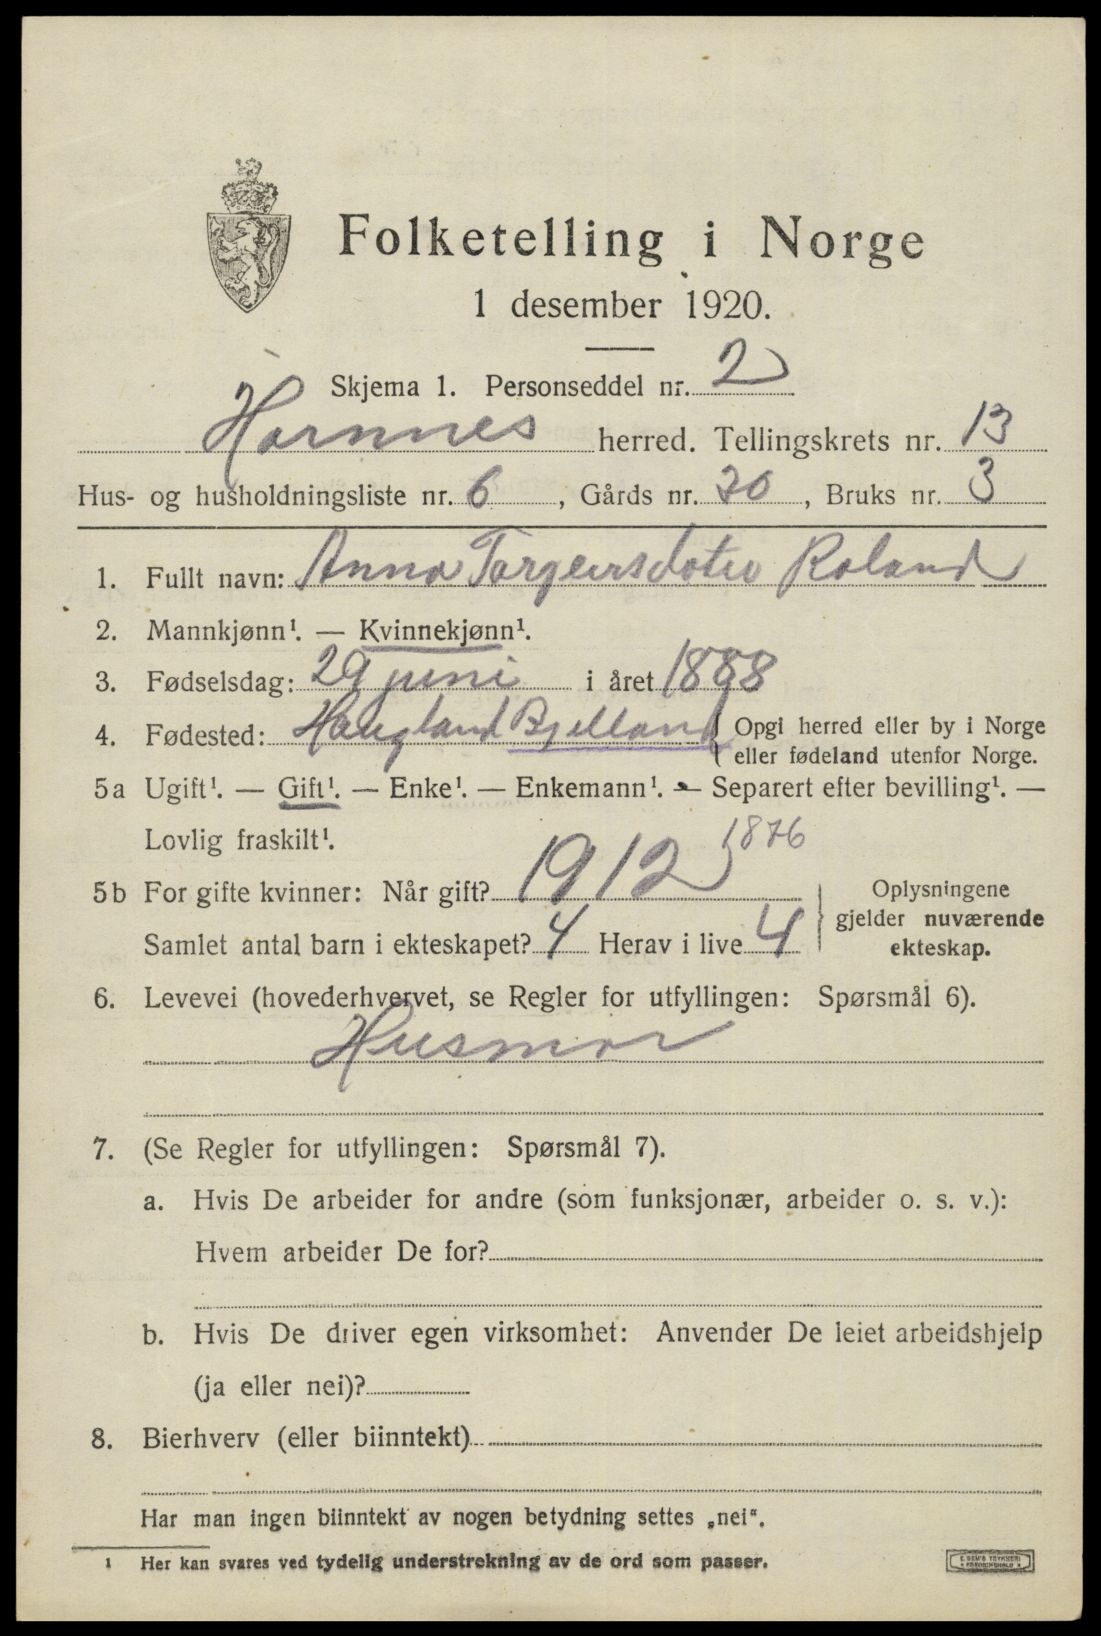 Folketelling i Norge
1 desember 1920.
Skjema 1. Personseddel nr. 2
Hornnes herred. Tellingskrets nr. 13
Hus- og husholdningsliste nr. 6, Gårds nr. 20, Bruks nr. 3
1. Fullt navn: Anna Torgeirsdotter Roland
2. Mannkjønn¹. — Kvinnekjønn¹.
3. Fødselsdag: 29 juni i året 1888
4. Fødested: Haugland Bjelland { Opgi herred eller by i Norge
eller fødeland utenfor Norge.
5a Ugift¹. — Gift¹. — Enke¹. — Enkemann¹. — Separert efter bevilling¹. —
Lovlig fraskilt¹.
1876
5b For gifte kvinner: Når gift? 1912
Samlet antal barn i ekteskapet? 4 Herav i live 4
Oplysningene
gjelder nuværende
ekteskap.
6. Levevei (hovederhvervet, se Regler for utfyllingen: Spørsmål 6).
Husmor
7. (Se Regler for utfyllingen: Spørsmål 7).
a. Hvis De arbeider for andre (som funksjonær, arbeider o. s. v.):
Hvem arbeider De for?
b. Hvis De driver egen virksomhet: Anvender De leiet arbeidshjelp
(ja eller nei)?
8. Bierhverv (eller biinntekt)
Har man ingen biinntekt av nogen betydning settes „nei“.
¹ Her kan svares ved tydelig understrekning av de ord som passer.
E. SEM'S TRYKKERI
FREDRIKSHALD